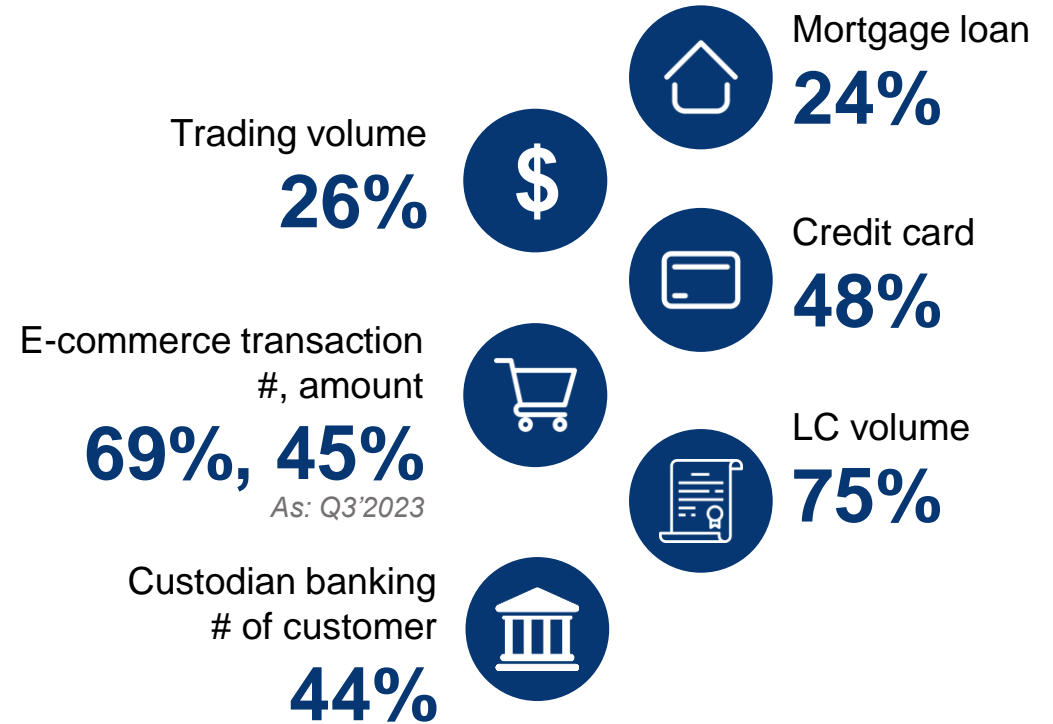 Mortgage loan
24%
Trading volume
26%
$
Credit card
48%
E-commerce transaction
#, amount
69%, 45%
As: Q3’2023
LC volume
75%
Custodian banking
# of customer
44%